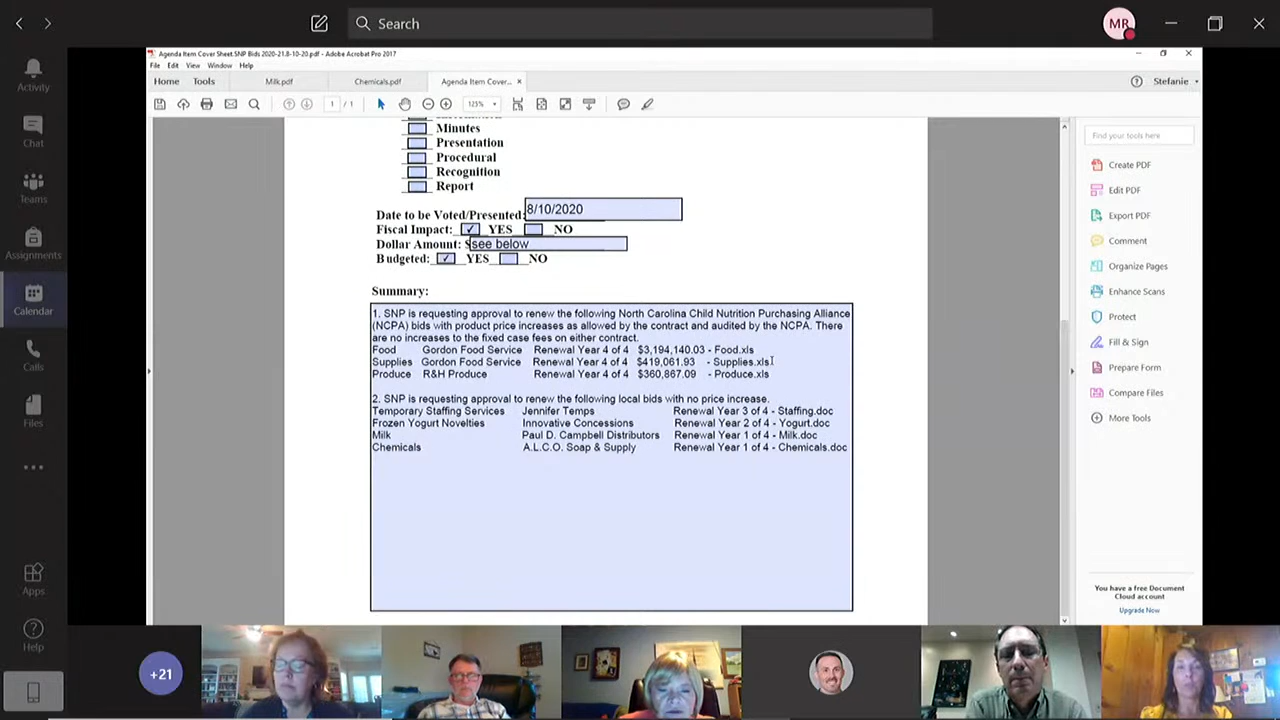 Search
MR
Agenda Item Cover Sheet.SNP Bids 2020-21.8-10-20.pdf - Adobe Acrobat Pro 2017
File Edit View Window Help
Home Tools Milk.pdf Chemicals.pdf Agenda Item Cover... × Stefanie
1 / 1 125%
Activity
Chat
Teams
Assignments
Calendar
Calls
Files
Apps
Help
Minutes
Presentation
Procedural
Recognition
Report
Date to be Voted/Presented: 8/10/2020
Fiscal Impact: ✓ YES NO
Dollar Amount: $ see below
Budgeted: ✓ YES NO
Summary:
1. SNP is requesting approval to renew the following North Carolina Child Nutrition Purchasing Alliance
(NCPA) bids with product price increases as allowed by the contract and audited by the NCPA. There
are no increases to the fixed case fees on either contract.
Food Gordon Food Service Renewal Year 4 of 4 $3,194,140.03 - Food.xls
Supplies Gordon Food Service Renewal Year 4 of 4 $419,061.93 - Supplies.xls
Produce R&H Produce Renewal Year 4 of 4 $360,867.09 - Produce.xls
2. SNP is requesting approval to renew the following local bids with no price increase.
Temporary Staffing Services Jennifer Temps Renewal Year 3 of 4 - Staffing.doc
Frozen Yogurt Novelties Innovative Concessions Renewal Year 2 of 4 - Yogurt.doc
Milk Paul D. Campbell Distributors Renewal Year 1 of 4 - Milk.doc
Chemicals A.L.C.O. Soap & Supply Renewal Year 1 of 4 - Chemicals.doc
Find your tools here
Create PDF
Edit PDF
Export PDF
Comment
Organize Pages
Enhance Scans
Protect
Fill & Sign
Prepare Form
Compare Files
More Tools
You have a free Document
Cloud account
Upgrade Now
+21